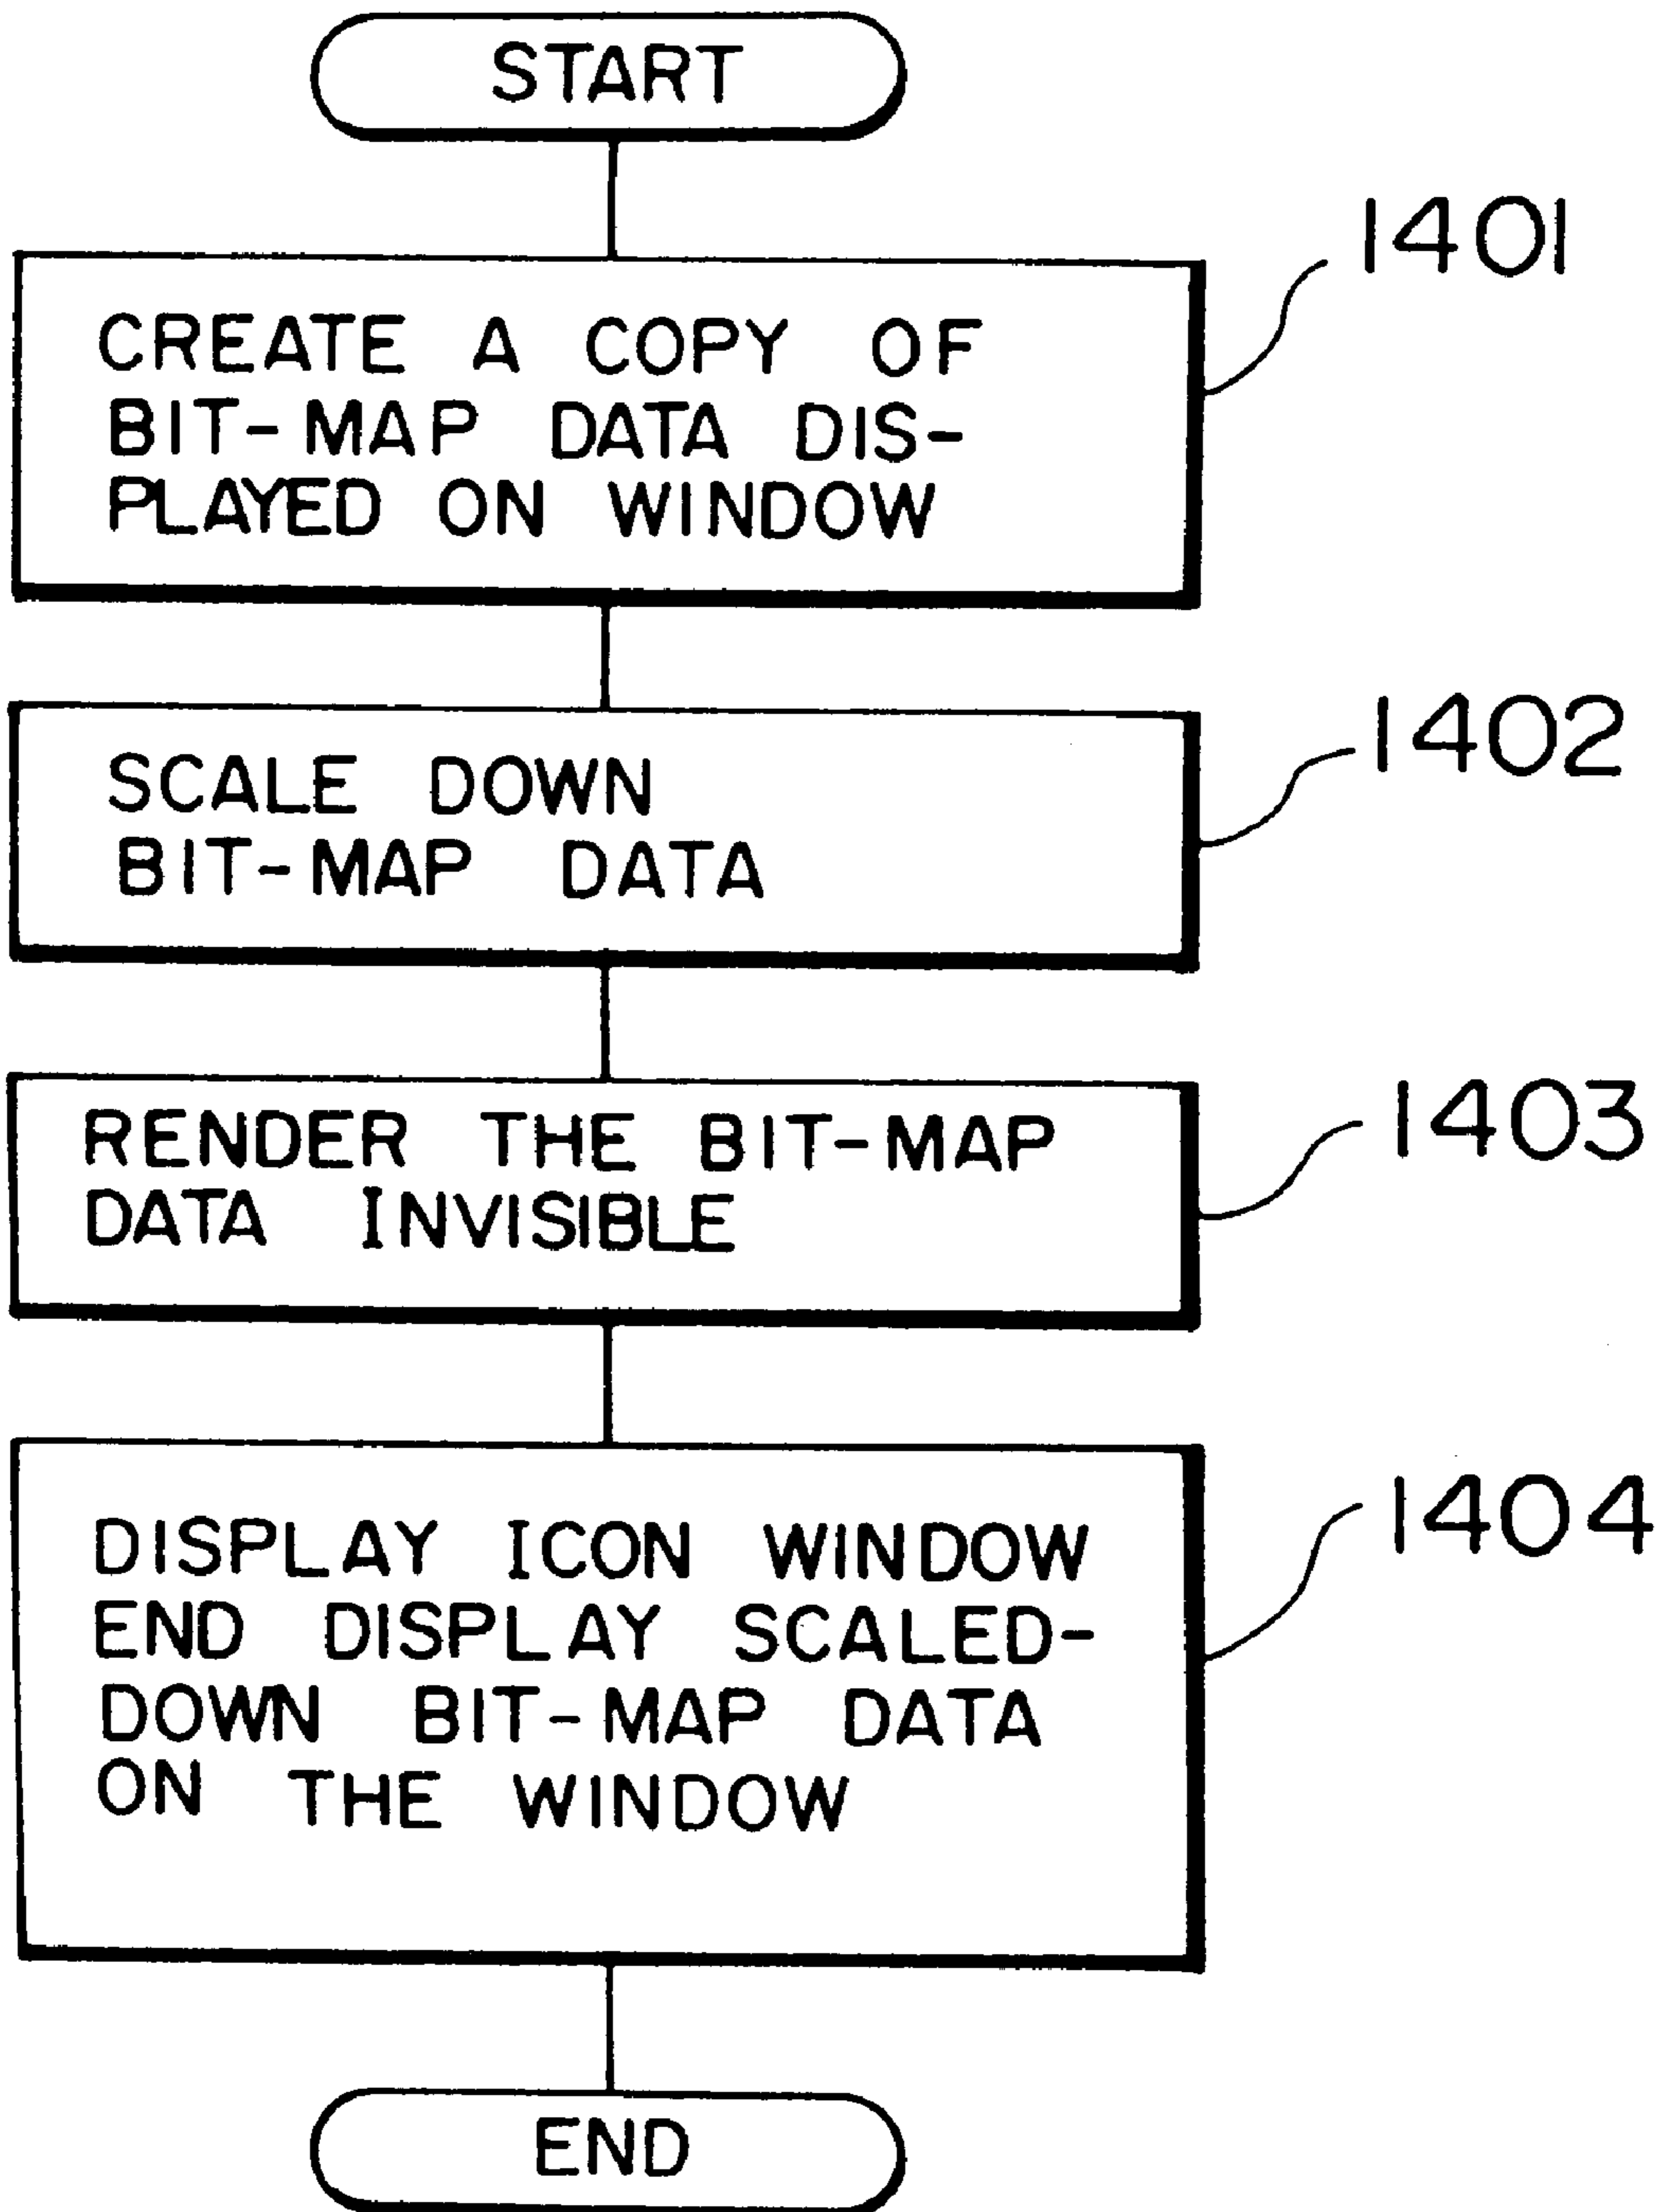 START
1401
CREATE A COPY OF
BIT-MAP DATA DIS-
PLAYED ON WINDOW
1402
SCALE DOWN
BIT-MAP DATA
1403
RENDER THE BIT-MAP
DATA INVISIBLE
1404
DISPLAY ICON WINDOW
END DISPLAY SCALED-
DOWN BIT-MAP DATA
ON THE WINDOW
END